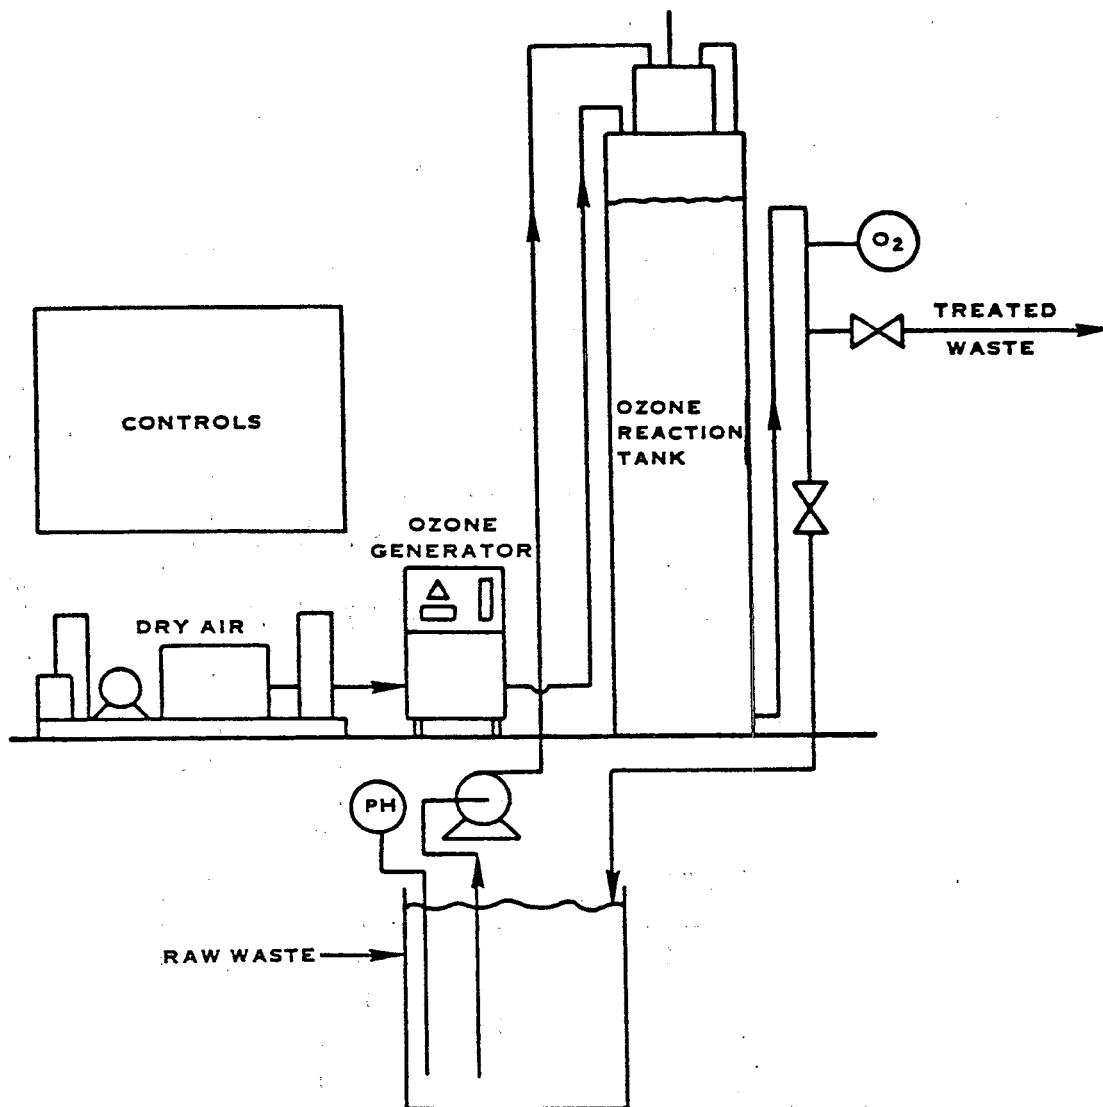 O2
TREATED
WASTE
CONTROLS
OZONE
REACTION
TANK
OZONE
GENERATOR
DRY AIR
PH
RAW WASTE